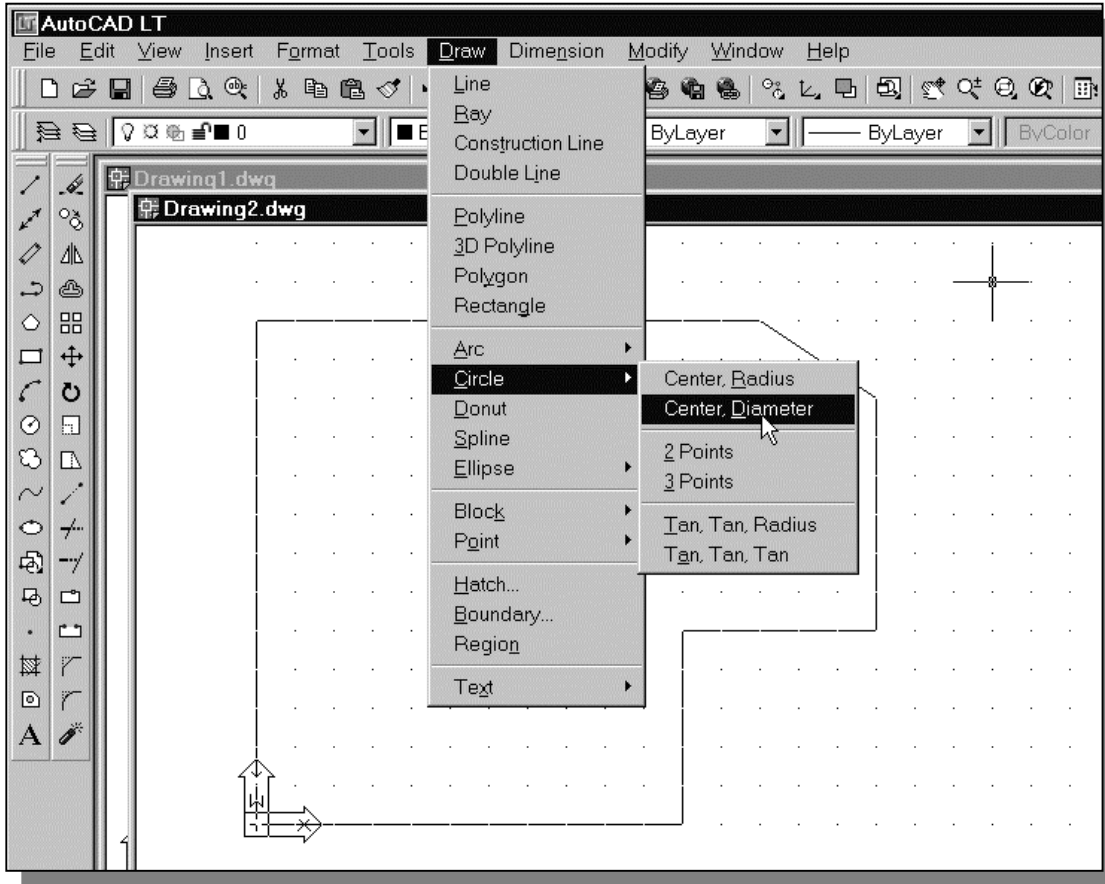 LT AutoCAD LT
File Edit View Insert Format Tools Draw Dimension Modify Window Help
0 ByLayer ByLayer ByColor
Drawing1.dwg
Drawing2.dwg
Line
Ray
Construction Line
Double Line
Polyline
3D Polyline
Polygon
Rectangle
Arc
Circle
Donut
Spline
Ellipse
Block
Point
Hatch...
Boundary...
Region
Text
Center, Radius
Center, Diameter
2 Points
3 Points
Tan, Tan, Radius
Tan, Tan, Tan
A
W
X